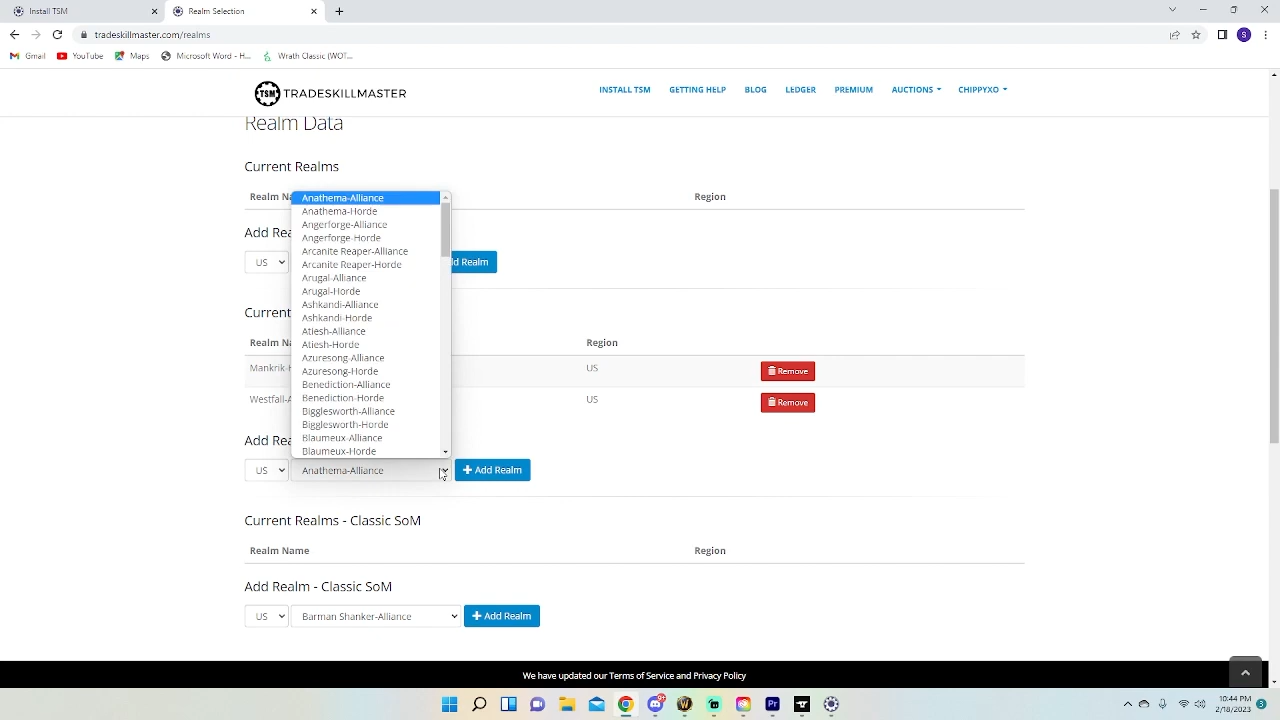 Install TSM
Realm Selection
tradeskillmaster.com/realms
S
Gmail
YouTube
Maps
Microsoft Word - H...
Wrath Classic (WOT...
TSM TRADESKILLMASTER
INSTALL TSM
GETTING HELP
BLOG
LEDGER
PREMIUM
AUCTIONS
CHIPPYXO
Realm Data
Current Realms
Realm Na
Region
Add Rea
US
dd Realm
Anathema-Alliance
Anathema-Horde
Angerforge-Alliance
Angerforge-Horde
Arcanite Reaper-Alliance
Arcanite Reaper-Horde
Arugal-Alliance
Arugal-Horde
Ashkandi-Alliance
Ashkandi-Horde
Atiesh-Alliance
Atiesh-Horde
Azuresong-Alliance
Azuresong-Horde
Benediction-Alliance
Benediction-Horde
Bigglesworth-Alliance
Bigglesworth-Horde
Blaumeux-Alliance
Blaumeux-Horde
Current
Realm Na
Region
Mankrik-H
US
Remove
Westfall-A
US
Remove
Add Rea
US
Anathema-Alliance
Add Realm
Current Realms - Classic SoM
Realm Name
Region
Add Realm - Classic SoM
US
Barman Shanker-Alliance
Add Realm
We have updated our Terms of Service and Privacy Policy
Pr
10:44 PM
2/18/2023
3